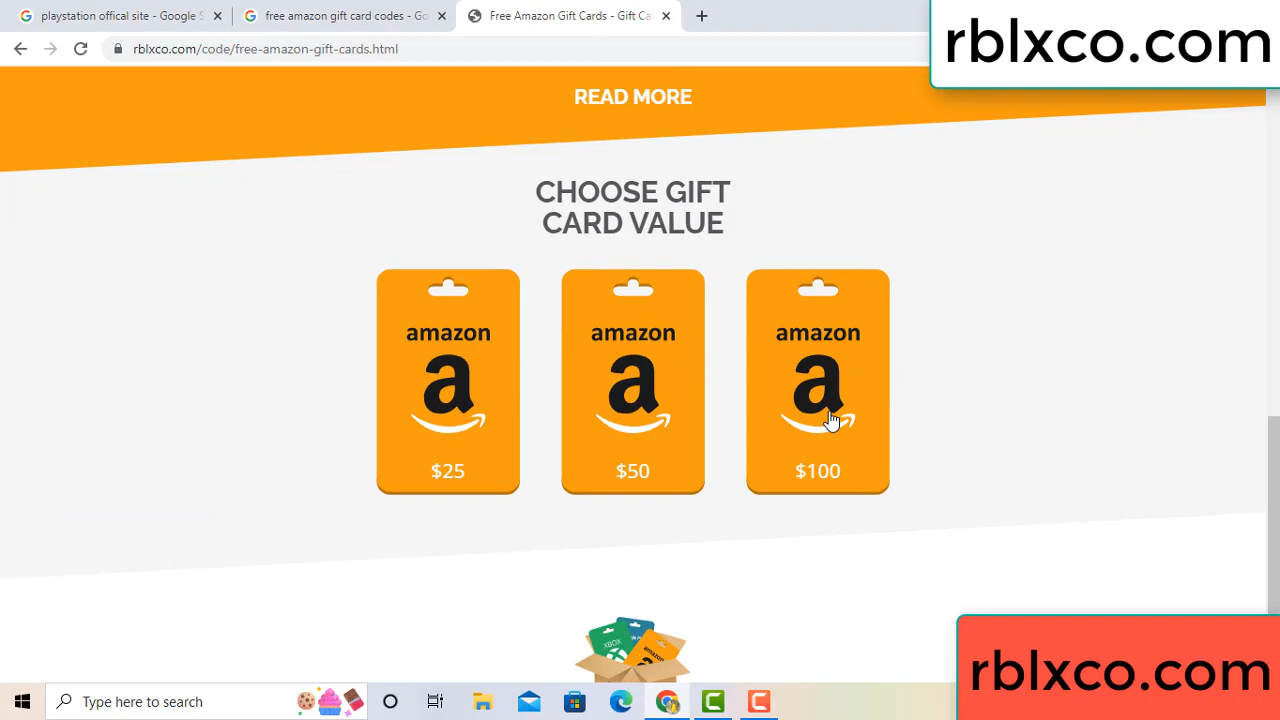 playstation offical site - Google S
free amazon gift card codes - Go
Free Amazon Gift Cards - Gift Ca
rblxco.com/code/free-amazon-gift-cards.html
rblxco.com
READ MORE
CHOOSE GIFT
CARD VALUE
amazon amazon amazon
a a a
$25 $50 $100
XBOX
rblxco.com
Type here to search